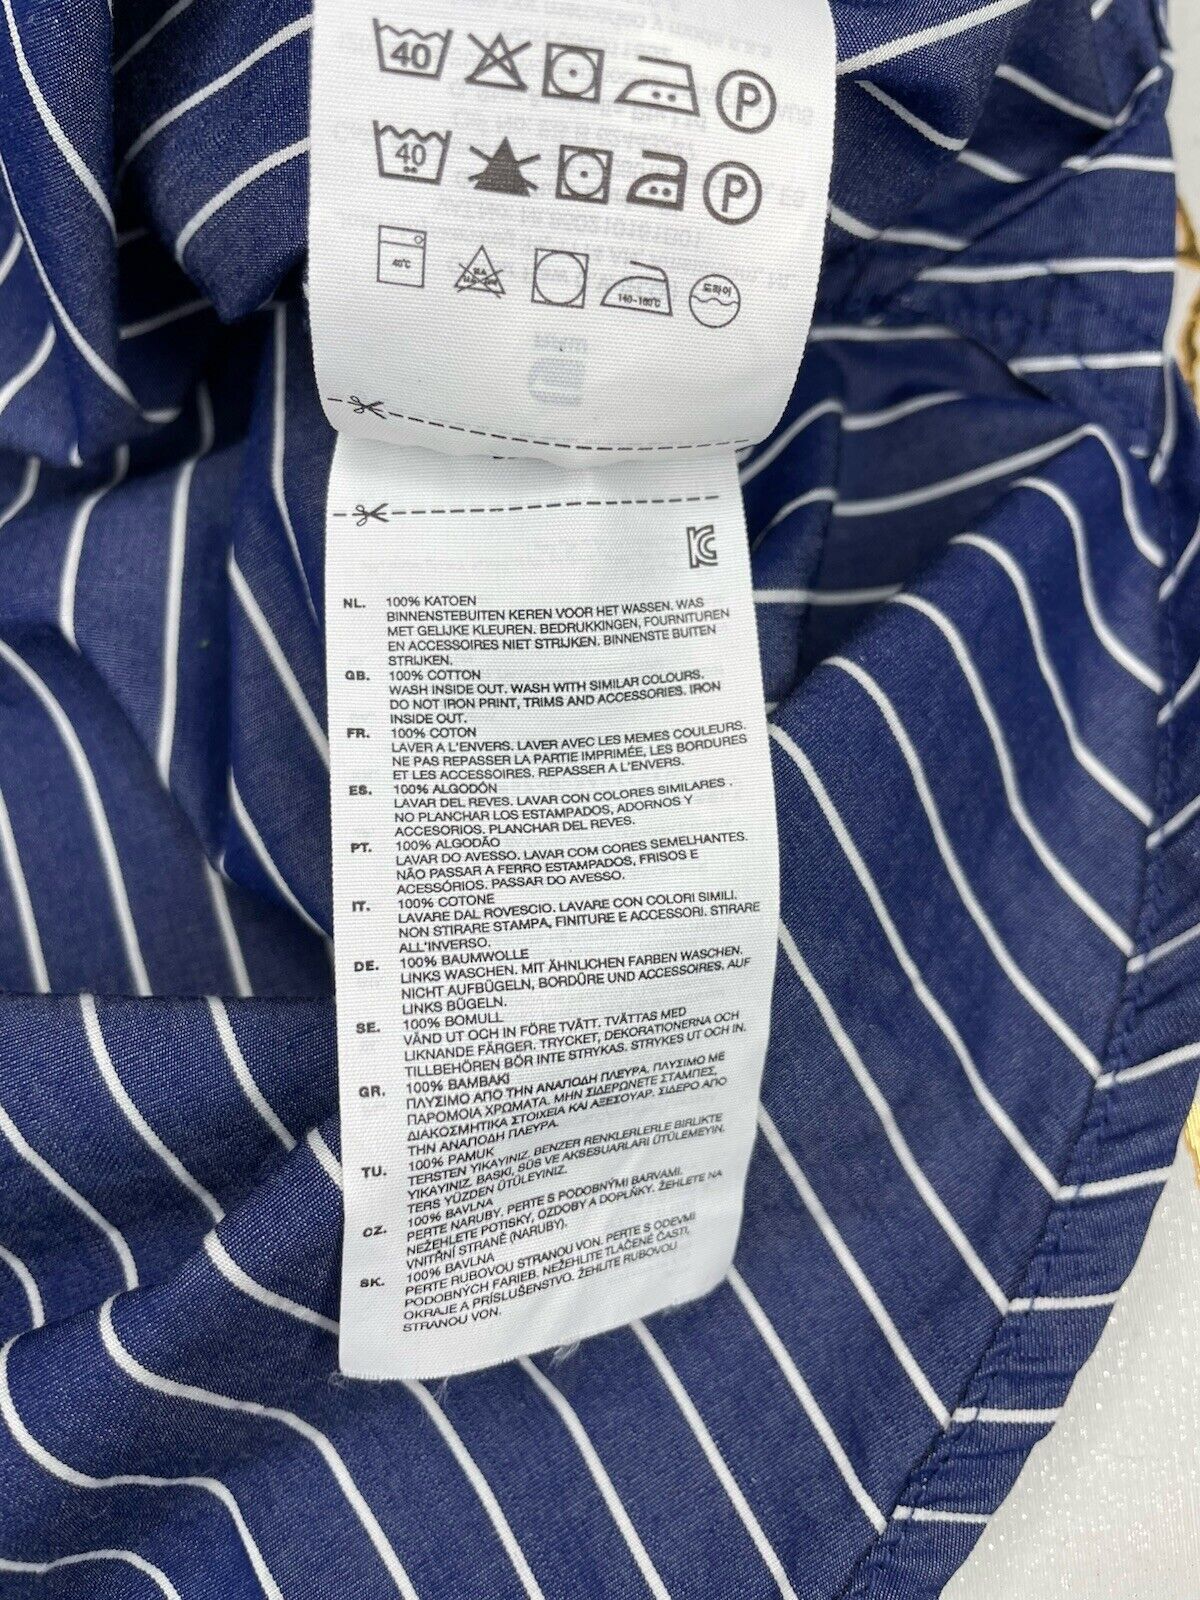 40 P
40 P
40°C 140~160℃ 드라이
NL. 100% KATOEN
BINNENSTEBUITEN KEREN VOOR HET WASSEN. WAS
MET GELIJKE KLEUREN. BEDRUKKINGEN, FOURNITUREN
EN ACCESSOIRES NIET STRIJKEN. BINNENSTE BUITEN
STRIJKEN.
GB. 100% COTTON
WASH INSIDE OUT. WASH WITH SIMILAR COLOURS.
DO NOT IRON PRINT, TRIMS AND ACCESSORIES. IRON
INSIDE OUT.
FR. 100% COTON
LAVER A L'ENVERS. LAVER AVEC LES MEMES COULEURS.
NE PAS REPASSER LA PARTIE IMPRIMÉE, LES BORDURES
ET LES ACCESSOIRES. REPASSER A L'ENVERS.
ES. 100% ALGODÓN
LAVAR DEL REVES. LAVAR CON COLORES SIMILARES .
NO PLANCHAR LOS ESTAMPADOS, ADORNOS Y
ACCESORIOS. PLANCHAR DEL REVES.
PT. 100% ALGODÃO
LAVAR DO AVESSO. LAVAR COM CORES SEMELHANTES.
NÃO PASSAR A FERRO ESTAMPADOS, FRISOS E
ACESSÓRIOS. PASSAR DO AVESSO.
IT. 100% COTONE
LAVARE DAL ROVESCIO. LAVARE CON COLORI SIMILI.
NON STIRARE STAMPA, FINITURE E ACCESSORI. STIRARE
ALL'INVERSO.
DE. 100% BAUMWOLLE
LINKS WASCHEN. MIT ÄHNLICHEN FARBEN WASCHEN.
NICHT AUFBÜGELN, BORDÜRE UND ACCESSOIRES. AUF
LINKS BÜGELN.
SE. 100% BOMULL
VÄND UT OCH IN FÖRE TVÄTT. TVÄTTAS MED
LIKNANDE FÄRGER. TRYCKET, DEKORATIONERNA OCH
TILLBEHÖREN BÖR INTE STRYKAS. STRYKES UT OCH IN.
GR. 100% ΒΑΜΒΑΚΙ
ΠΛΥΣΙΜΟ ΑΠΟ ΤΗΝ ΑΝΑΠΟΔΗ ΠΛΕΥΡΑ. ΠΛΥΣΙΜΟ ΜΕ
ΠΑΡΟΜΟΙΑ ΧΡΩΜΑΤΑ. ΜΗΝ ΣΙΔΕΡΩΝΕΤΕ ΣΤΑΜΠΕΣ,
ΔΙΑΚΟΣΜΗΤΙΚΑ ΣΤΟΙΧΕΙΑ ΚΑΙ ΑΞΕΣΟΥΑΡ. ΣΙΔΕΡΟ ΑΠΟ
ΤΗΝ ΑΝΑΠΟΔΗ ΠΛΕΥΡΑ.
TU. 100% PAMUK
TERSTEN YIKAYINIZ. BENZER RENKLERLERLE BIRLIKTE
YIKAYINIZ. BASKI, SÜS VE AKSESUARLARI ÜTÜLEMEYIN.
TERS YÜZDEN ÜTÜLEYINIZ.
CZ. 100% BAVLNA
PERTE NARUBY. PERTE S PODOBNÝMI BARVAMI.
NEŽEHLETE POTISKY, OZDOBY A DOPLŇKY. ŽEHLETE NA
VNITŘNÍ STRANĚ (NARUBY).
SK. 100% BAVLNA
PERTE RUBOVOU STRANOU VON. PERTE S ODEVMI
PODOBNÝCH FARIEB. NEŽEHLITE TLAČENÉ ČASTI,
OKRAJE A PRÍSLUŠENSTVO. ŽEHLITE RUBOVOU
STRANOU VON.